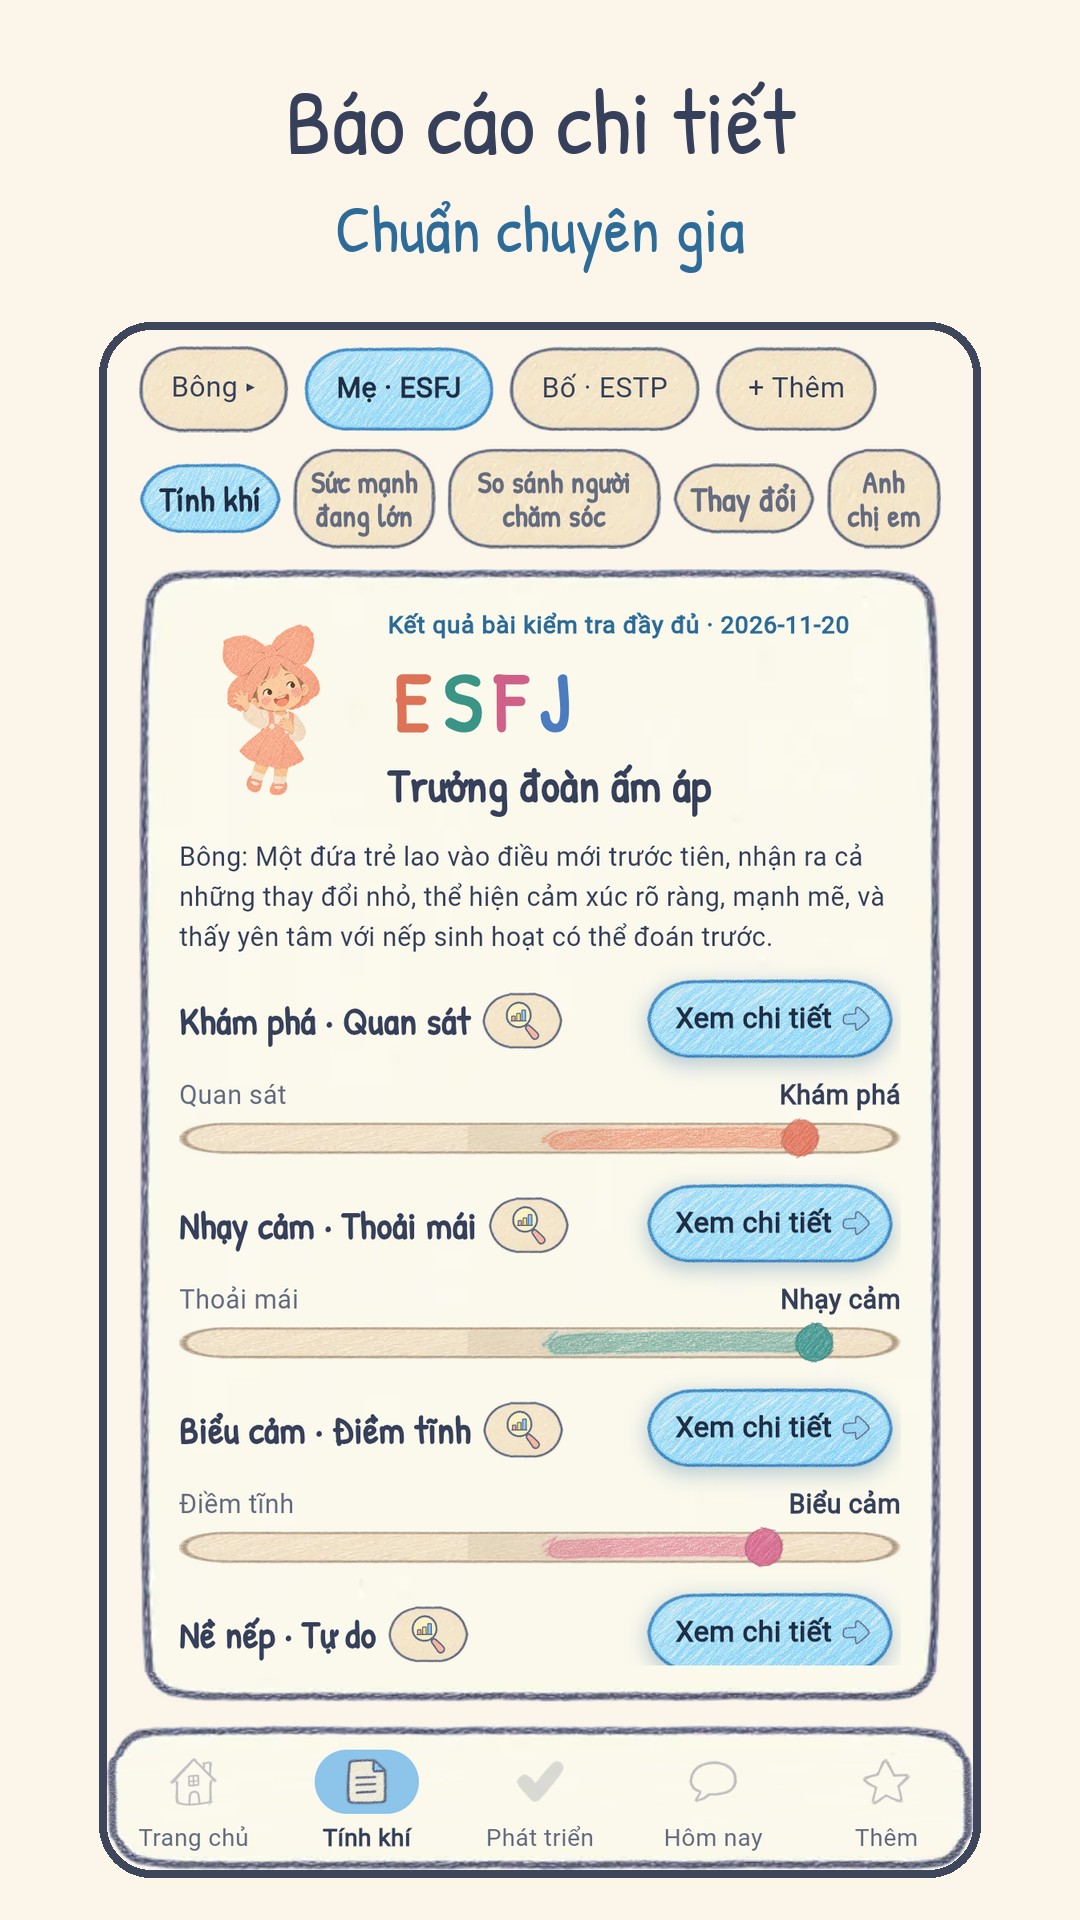 Báo cáo chi tiết
Chuẩn chuyên gia
Bông ▸
Mẹ · ESFJ
Bố · ESTP
+ Thêm
Tính khí
Sức mạnh
đang lớn
So sánh người
chăm sóc
Thay đổi
Anh
chị em
Kết quả bài kiểm tra đầy đủ · 2026-11-20
ESFJ
Trưởng đoàn ấm áp
Bông: Một đứa trẻ lao vào điều mới trước tiên, nhận ra cả
những thay đổi nhỏ, thể hiện cảm xúc rõ ràng, mạnh mẽ, và
thấy yên tâm với nếp sinh hoạt có thể đoán trước.
Khám phá · Quan sát
Xem chi tiết
Quan sát
Khám phá
Nhạy cảm · Thoải mái
Xem chi tiết
Thoải mái
Nhạy cảm
Biểu cảm · Điềm tĩnh
Xem chi tiết
Điềm tĩnh
Biểu cảm
Nề nếp · Tự do
Xem chi tiết
Trang chủ
Tính khí
Phát triển
Hôm nay
Thêm